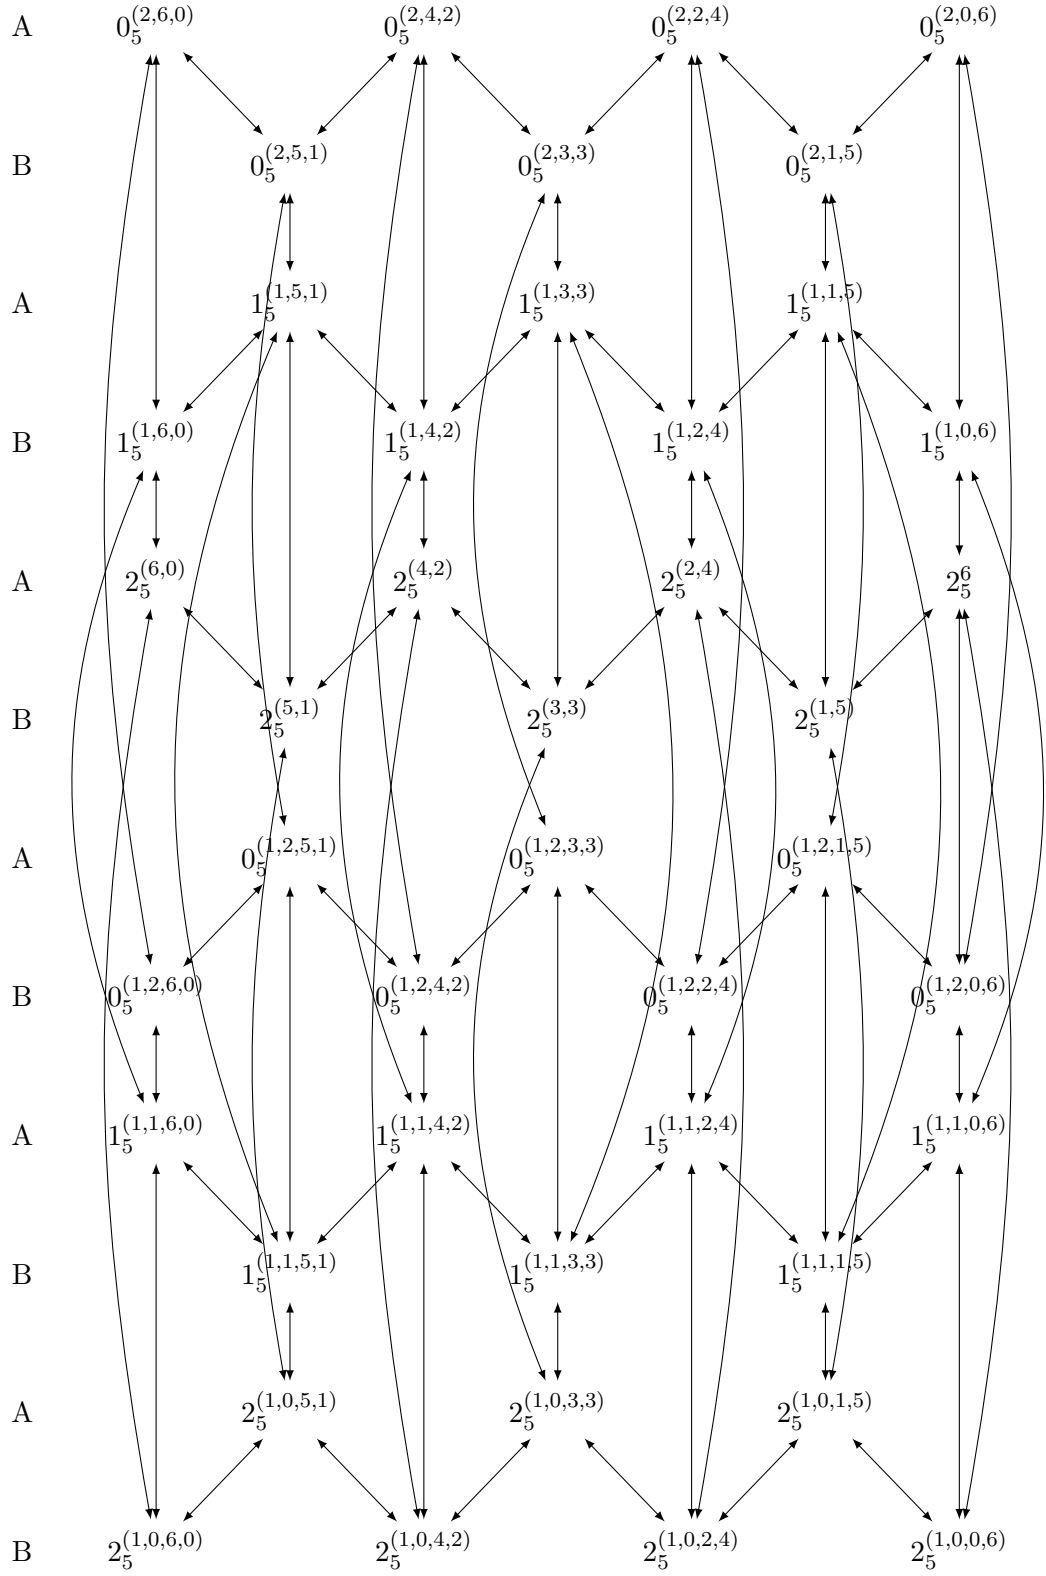 A 0_5^{(2,6,0)} 0_5^{(2,4,2)} 0_5^{(2,2,4)} 0_5^{(2,0,6)}
B 0_5^{(2,5,1)} 0_5^{(2,3,3)} 0_5^{(2,1,5)}
A 1_5^{(1,5,1)} 1_5^{(1,3,3)} 1_5^{(1,1,5)}
B 1_5^{(1,6,0)} 1_5^{(1,4,2)} 1_5^{(1,2,4)} 1_5^{(1,0,6)}
A 2_5^{(6,0)} 2_5^{(4,2)} 2_5^{(2,4)} 2_5^6
B 2_5^{(5,1)} 2_5^{(3,3)} 2_5^{(1,5)}
A 0_5^{(1,2,5,1)} 0_5^{(1,2,3,3)} 0_5^{(1,2,1,5)}
B 0_5^{(1,2,6,0)} 0_5^{(1,2,4,2)} 0_5^{(1,2,2,4)} 0_5^{(1,2,0,6)}
A 1_5^{(1,1,6,0)} 1_5^{(1,1,4,2)} 1_5^{(1,1,2,4)} 1_5^{(1,1,0,6)}
B 1_5^{(1,1,5,1)} 1_5^{(1,1,3,3)} 1_5^{(1,1,1,5)}
A 2_5^{(1,0,5,1)} 2_5^{(1,0,3,3)} 2_5^{(1,0,1,5)}
B 2_5^{(1,0,6,0)} 2_5^{(1,0,4,2)} 2_5^{(1,0,2,4)} 2_5^{(1,0,0,6)}